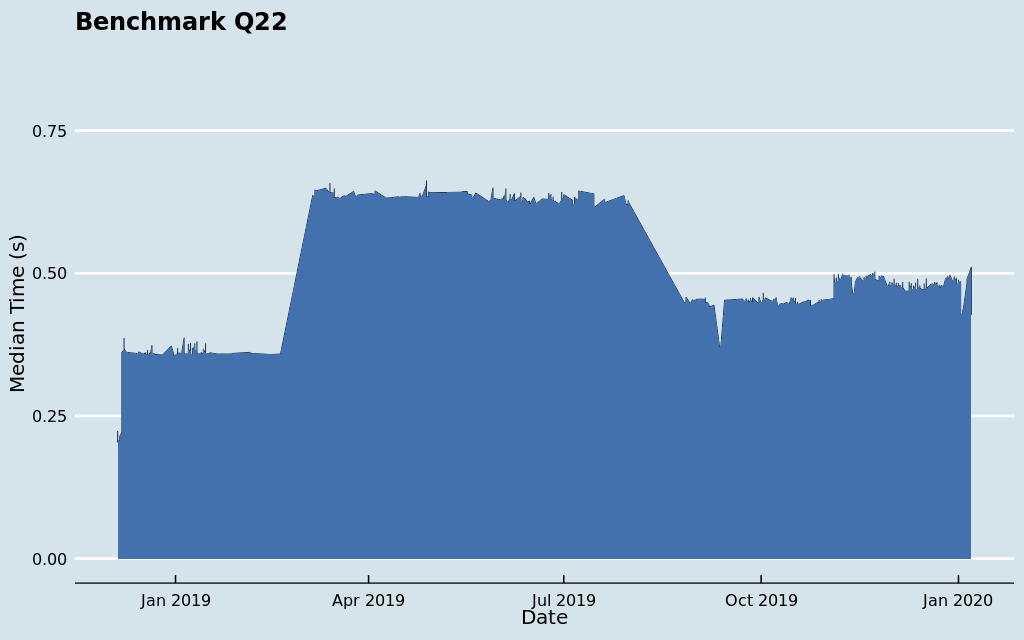 Benchmark Q22
Median Time (s)
0.75
0.50
0.25
0.00
Jan 2019
Apr 2019
Jul 2019
Oct 2019
Jan 2020
Date